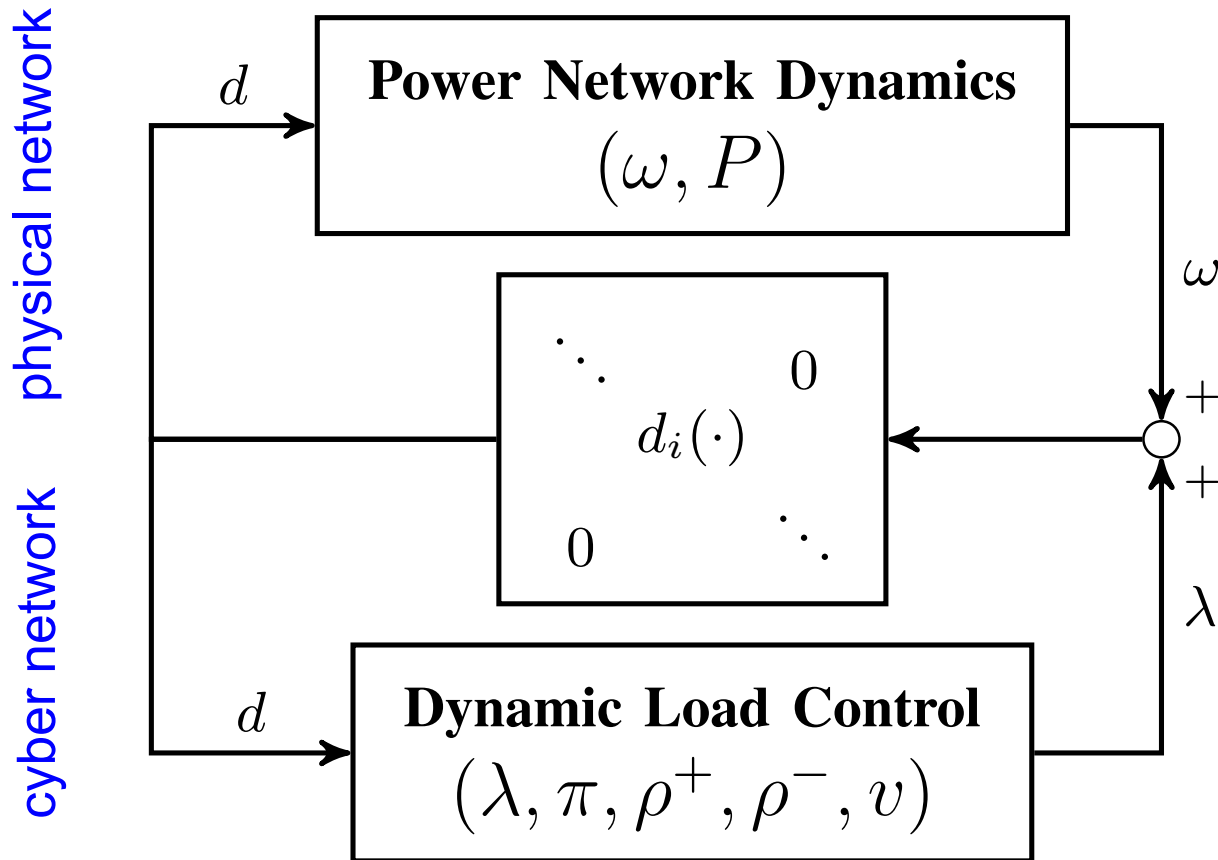 physical network
d
Power Network Dynamics
(ω, P)
ω
⋱ 0
+
d_i(·)
+
0 ⋱
λ
cyber network
d
Dynamic Load Control
(λ, π, ρ⁺, ρ⁻, v)